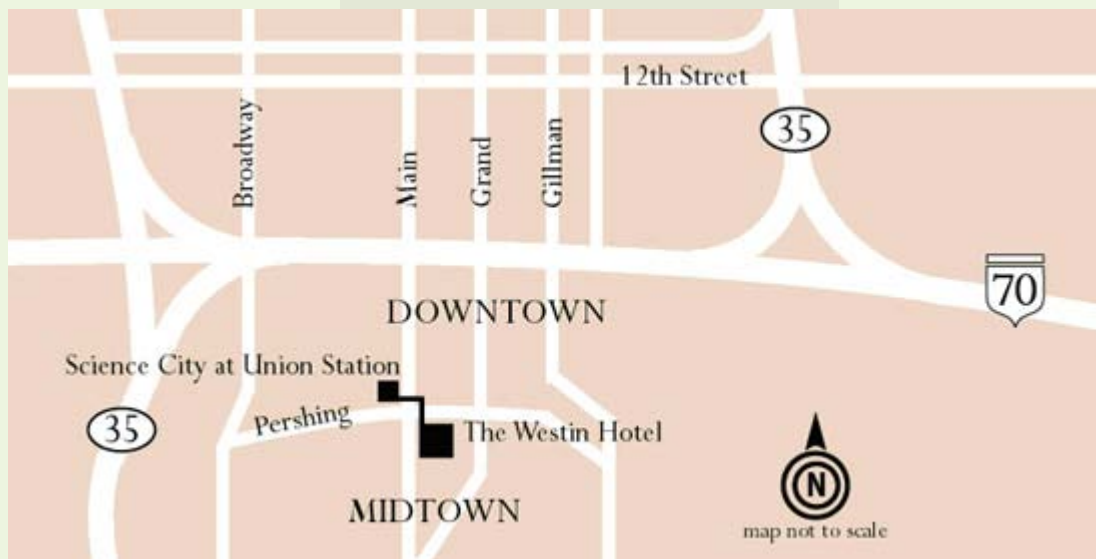 12th Street
35
Broadway
Main
Grand
Gillman
70
DOWNTOWN
Science City at Union Station
35
Pershing
The Westin Hotel
N
MIDTOWN
map not to scale